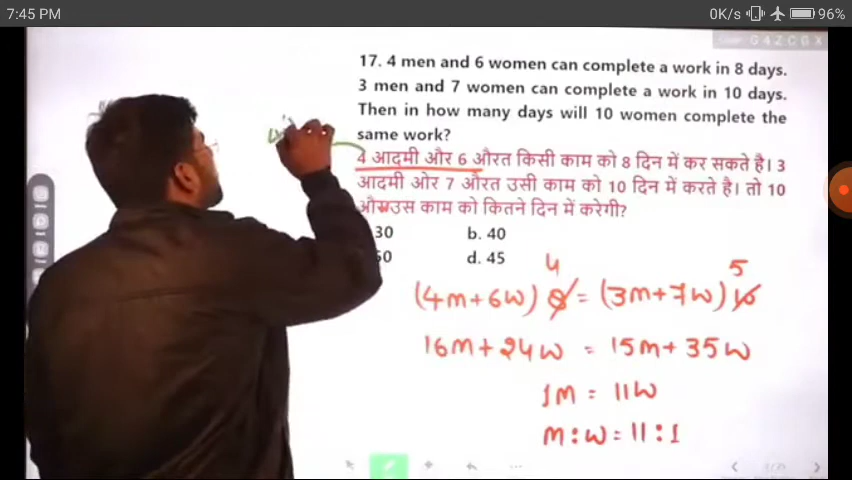 7:45 PM
0K/s 96%
17. 4 men and 6 women can complete a work in 8 days.
3 men and 7 women can complete a work in 10 days.
Then in how many days will 10 women complete the
same work?
4 आदमी और 6 औरत किसी काम को 8 दिन में कर सकते है। 3
आदमी ओर 7 औरत उसी काम को 10 दिन में करते है। तो 10
उस काम को कितने दिन में करेगी?
30 b. 40
d. 45
4 5
(4m+6w) 8 = (3m+7w) 10
16m+24w = 15m+35w
1m = 11w
m:w = 11:1